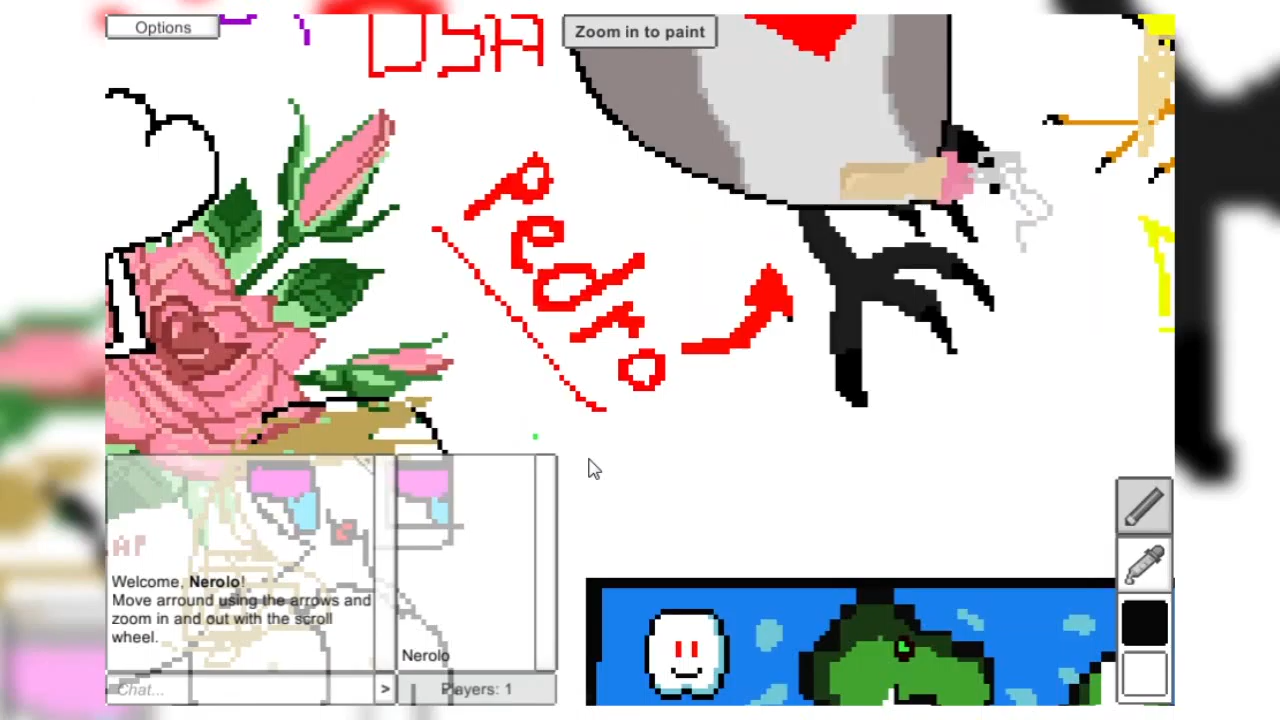 Options
USA
Zoom in to paint
pedro
Welcome, Nerolo!
Move arround using the arrows and
zoom in and out with the scroll
wheel.
Nerolo
Chat...
>
Players: 1